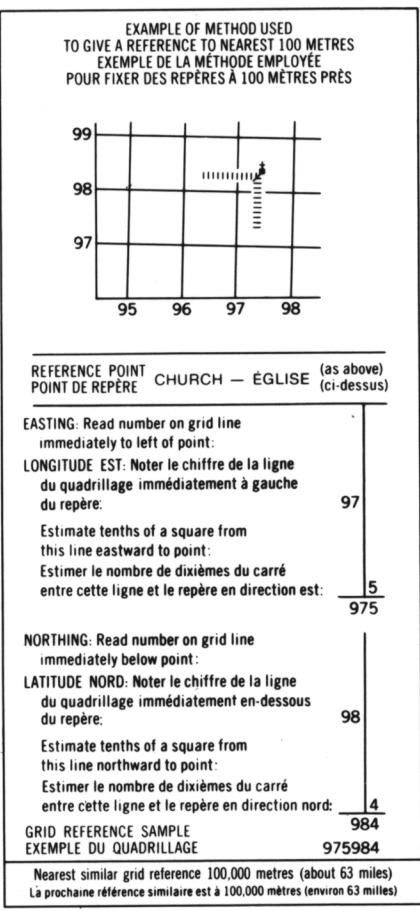 EXAMPLE OF METHOD USED
TO GIVE A REFERENCE TO NEAREST 100 METRES
EXEMPLE DE LA MÉTHODE EMPLOYÉE
POUR FIXER DES REPÈRES À 100 MÈTRES PRÈS
99
98
97
95 96 97 98
REFERENCE POINT
POINT DE REPÈRE
CHURCH — ÉGLISE
(as above)
(ci-dessus)
EASTING: Read number on grid line
immediately to left of point:
LONGITUDE EST: Noter le chiffre de la ligne
du quadrillage immédiatement à gauche
du repère: 97
Estimate tenths of a square from
this line eastward to point:
Estimer le nombre de dixièmes du carré
entre cette ligne et le repère en direction est: 5
975
NORTHING: Read number on grid line
immediately below point:
LATITUDE NORD: Noter le chiffre de la ligne
du quadrillage immédiatement en-dessous
du repère: 98
Estimate tenths of a square from
this line northward to point:
Estimer le nombre de dixièmes du carré
entre cette ligne et le repère en direction nord: 4
984
GRID REFERENCE SAMPLE
EXEMPLE DU QUADRILLAGE 975984
Nearest similar grid reference 100,000 metres (about 63 miles)
La prochaine référence similaire est à 100,000 mètres (environ 63 milles)